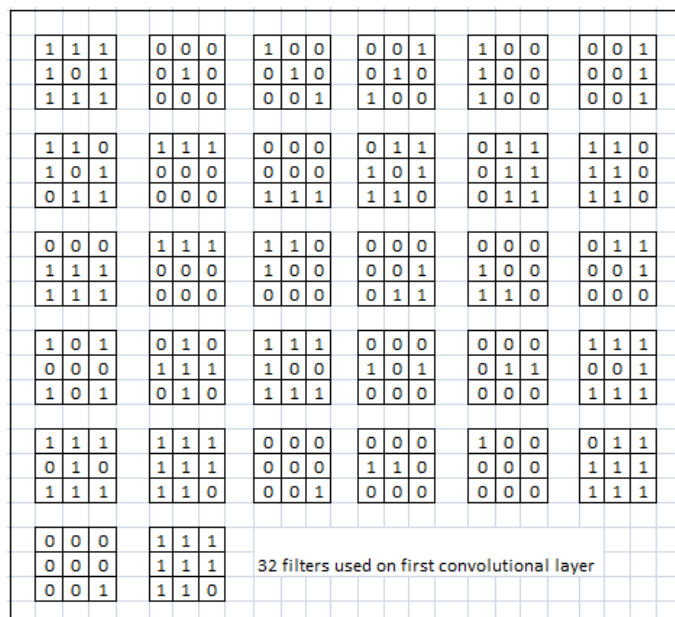 1 1 1 0 0 0 1 0 0 0 0 1 1 0 0 0 0 1
1 0 1 0 1 0 0 1 0 0 1 0 1 0 0 0 0 1
1 1 1 0 0 0 0 0 1 1 0 0 1 0 0 0 0 1
1 1 0 1 1 1 0 0 0 0 1 1 0 1 1 1 1 0
1 0 1 0 0 0 0 0 0 1 0 1 0 1 1 1 1 0
0 1 1 0 0 0 1 1 1 1 1 0 0 1 1 1 1 0
0 0 0 1 1 1 1 1 0 0 0 0 0 0 0 0 1 1
1 1 1 0 0 0 1 0 0 0 0 1 1 0 0 0 0 1
1 1 1 0 0 0 0 0 0 0 1 1 1 1 0 0 0 0
1 0 1 0 1 0 1 1 1 0 0 0 0 0 0 1 1 1
0 0 0 1 1 1 1 0 0 1 0 1 0 1 1 0 0 1
1 0 1 0 1 0 1 1 1 0 0 0 0 0 0 1 1 1
1 1 1 1 1 1 0 0 0 0 0 0 1 0 0 0 1 1
0 1 0 1 1 1 0 0 0 1 1 0 0 0 0 1 1 1
1 1 1 1 1 0 0 0 1 0 0 0 0 0 0 1 1 1
0 0 0 1 1 1
0 0 0 1 1 1 32 filters used on first convolutional layer
0 0 1 1 1 0